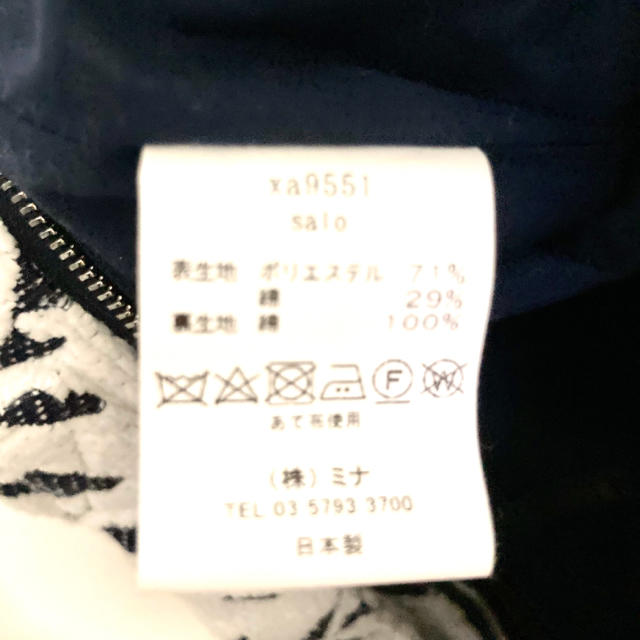 xa9551
salo
表生地 ポリエステル 71%
綿 29%
裏生地 綿 100%
F W
あて布使用
(株)ミナ
TEL 03 5793 3700
日本製